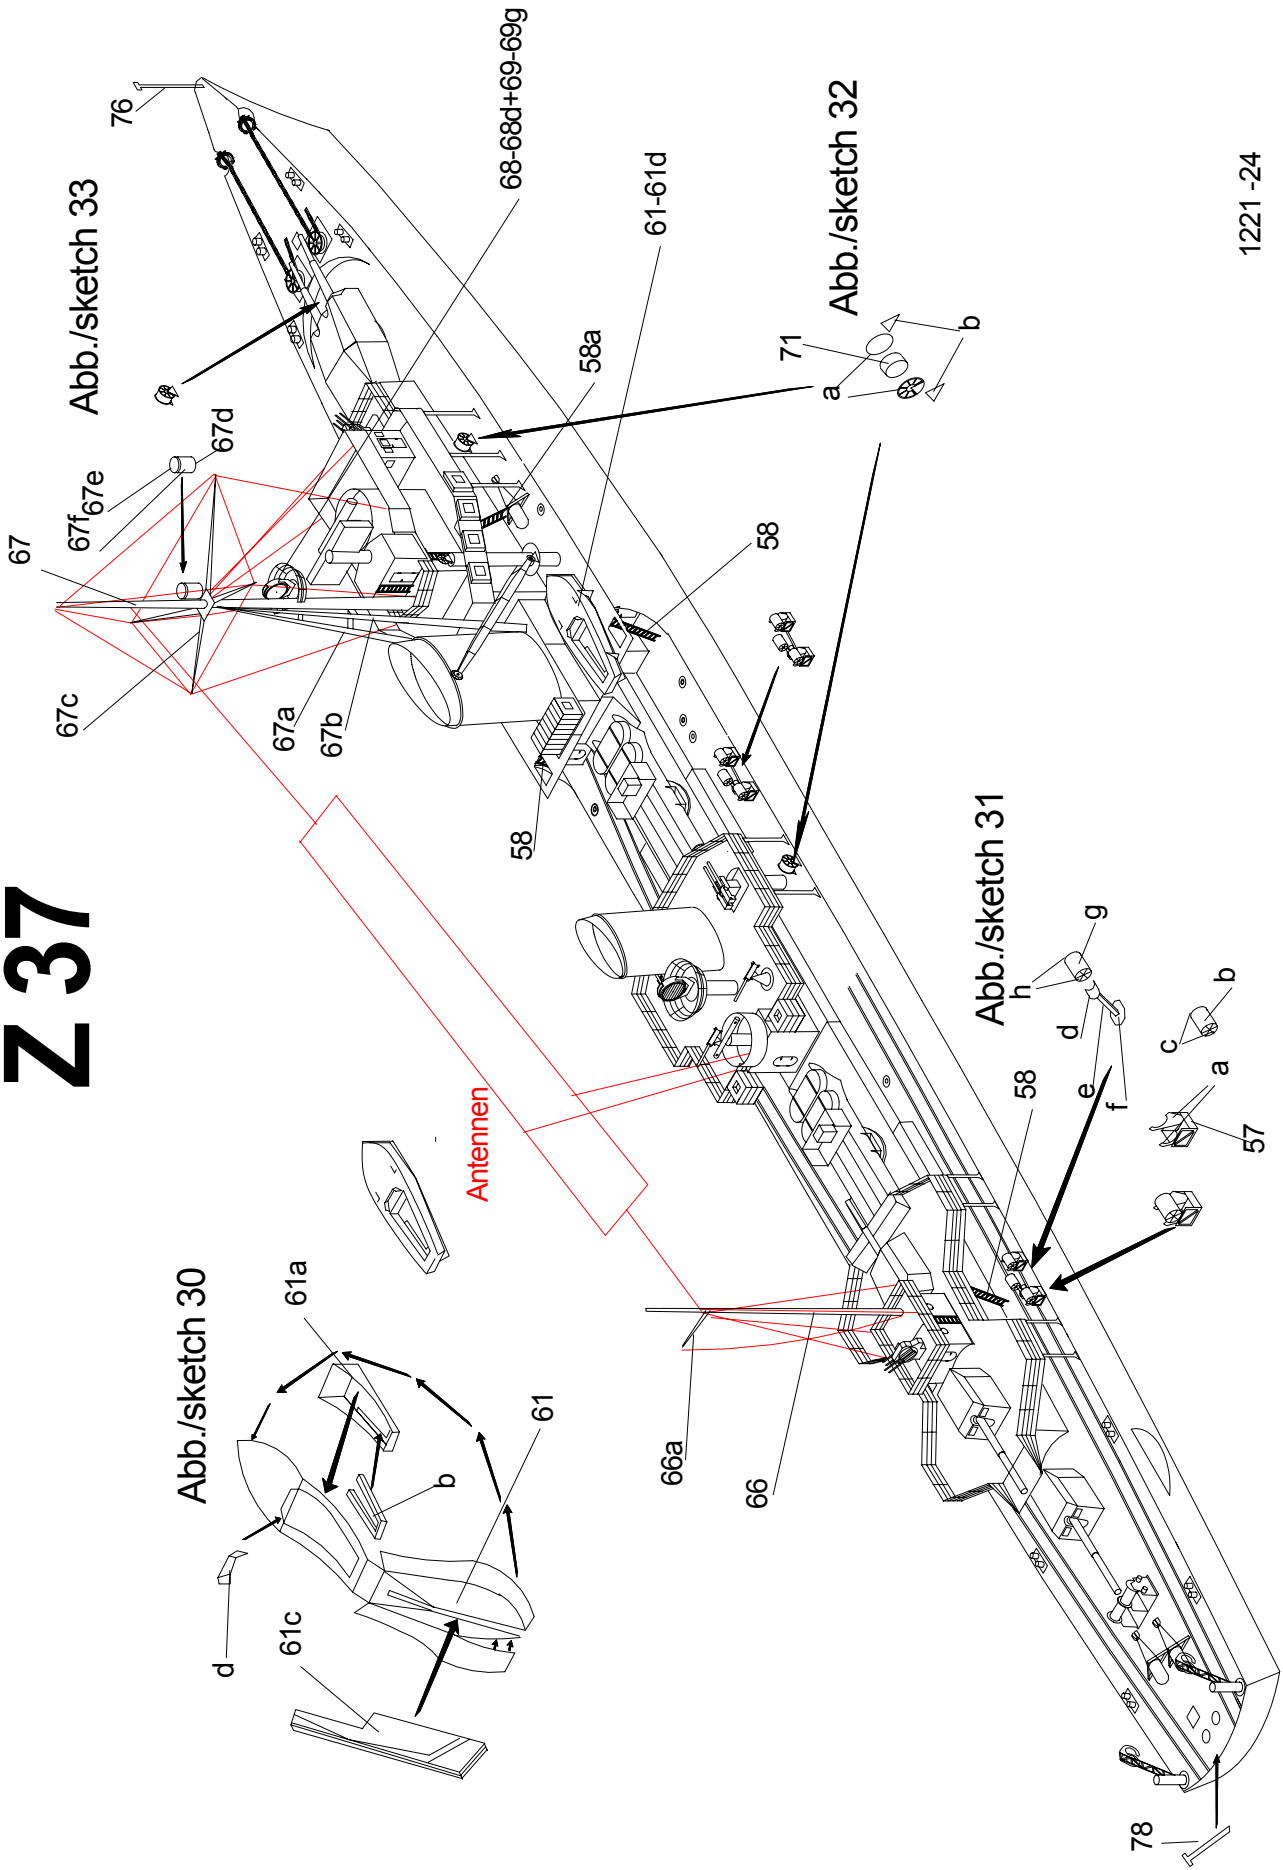 Z 37
Abb./sketch 30
61a
b
61
d
61c
Abb./sketch 33
76
67
67f
67e
67d
67c
67a
67b
68-68d+69-69g
61-61d
58a
58
58
Abb./sketch 32
71
a
b
Antennen
66a
66
Abb./sketch 31
h
g
d
e
f
c
b
a
57
58
78
1221 -24